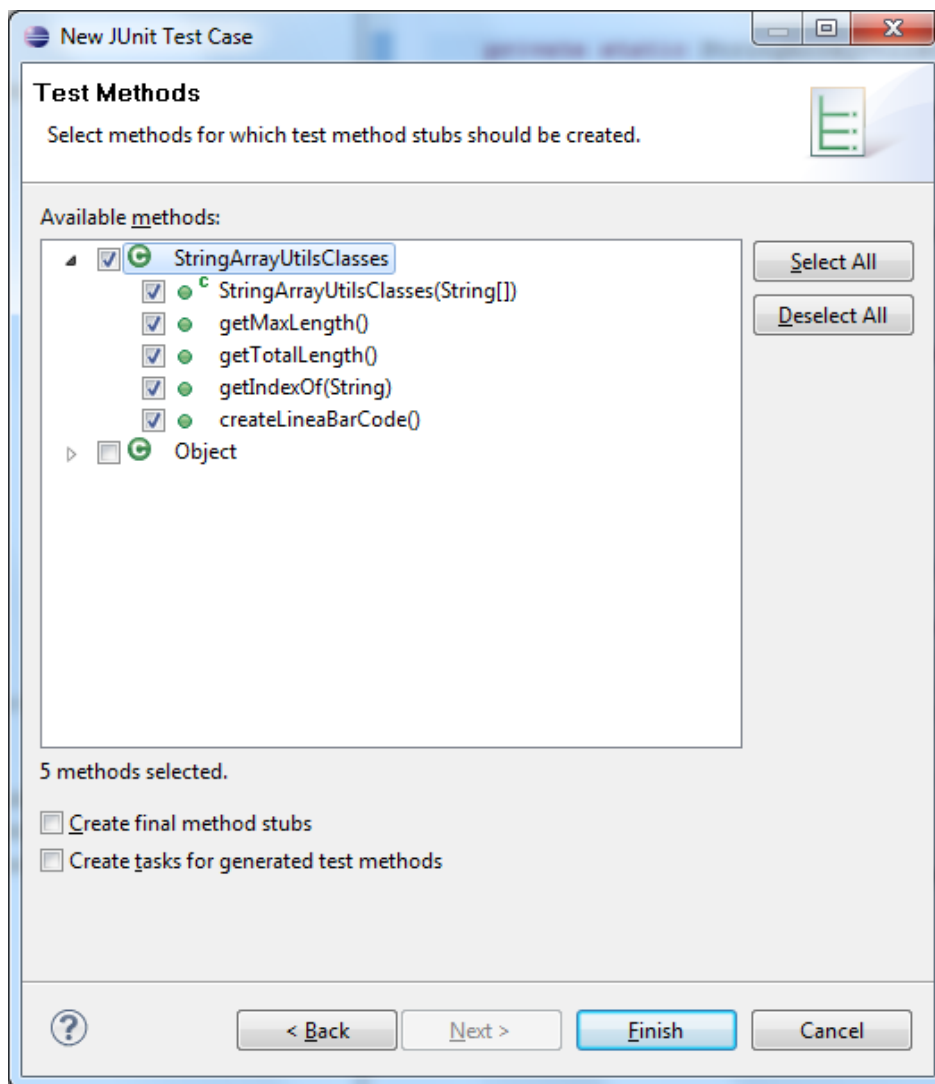 New JUnit Test Case
private static
Test Methods
Select methods for which test method stubs should be created.
Available methods:
StringArrayUtilsClasses
Select All
StringArrayUtilsClasses(String[])
Deselect All
getMaxLength()
getTotalLength()
getIndexOf(String)
createLineaBarCode()
Object
5 methods selected.
Create final method stubs
Create tasks for generated test methods
< Back
Next >
Finish
Cancel